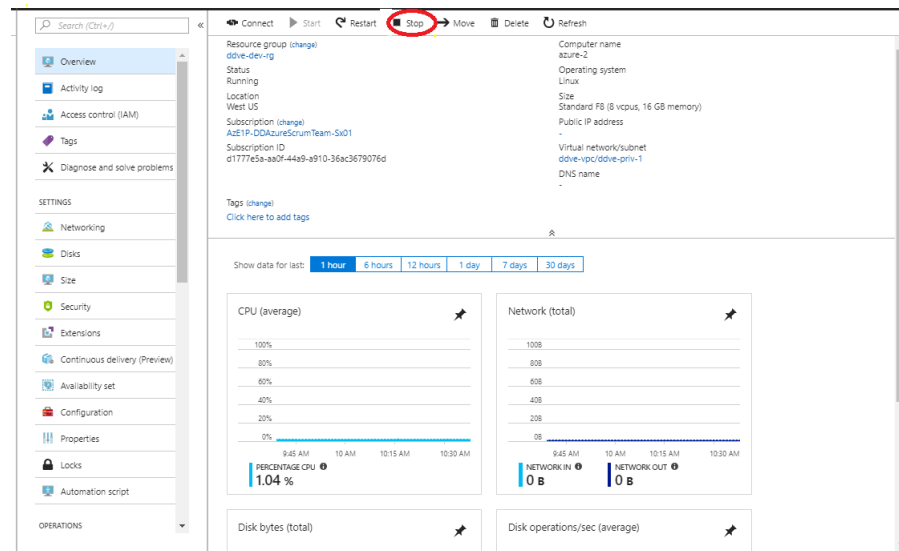 Search (Ctrl+/)
«
Connect Start Restart Stop Move Delete Refresh
Overview
Activity log
Access control (IAM)
Tags
Diagnose and solve problems
SETTINGS
Networking
Disks
Size
Security
Extensions
Continuous delivery (Preview)
Availability set
Configuration
Properties
Locks
Automation script
OPERATIONS
Resource group (change)
ddve-dev-rg
Status
Running
Location
West US
Subscription (change)
AzE1P-DDAzureScrumTeam-Sx01
Subscription ID
d1777e5a-aa0f-44a9-a910-36ac3679076d
Computer name
azure-2
Operating system
Linux
Size
Standard F8 (8 vcpus, 16 GB memory)
Public IP address
-
Virtual network/subnet
ddve-vpc/ddve-priv-1
DNS name
-
Tags (change)
Click here to add tags
Show data for last: 1 hour 6 hours 12 hours 1 day 7 days 30 days
CPU (average)
100%
80%
60%
40%
20%
0%
9:45 AM 10 AM 10:15 AM 10:30 AM
PERCENTAGE CPU
1.04 %
Network (total)
100B
80B
60B
40B
20B
0B
9:45 AM 10 AM 10:15 AM 10:30 AM
NETWORK IN NETWORK OUT
0 B 0 B
Disk bytes (total)
Disk operations/sec (average)